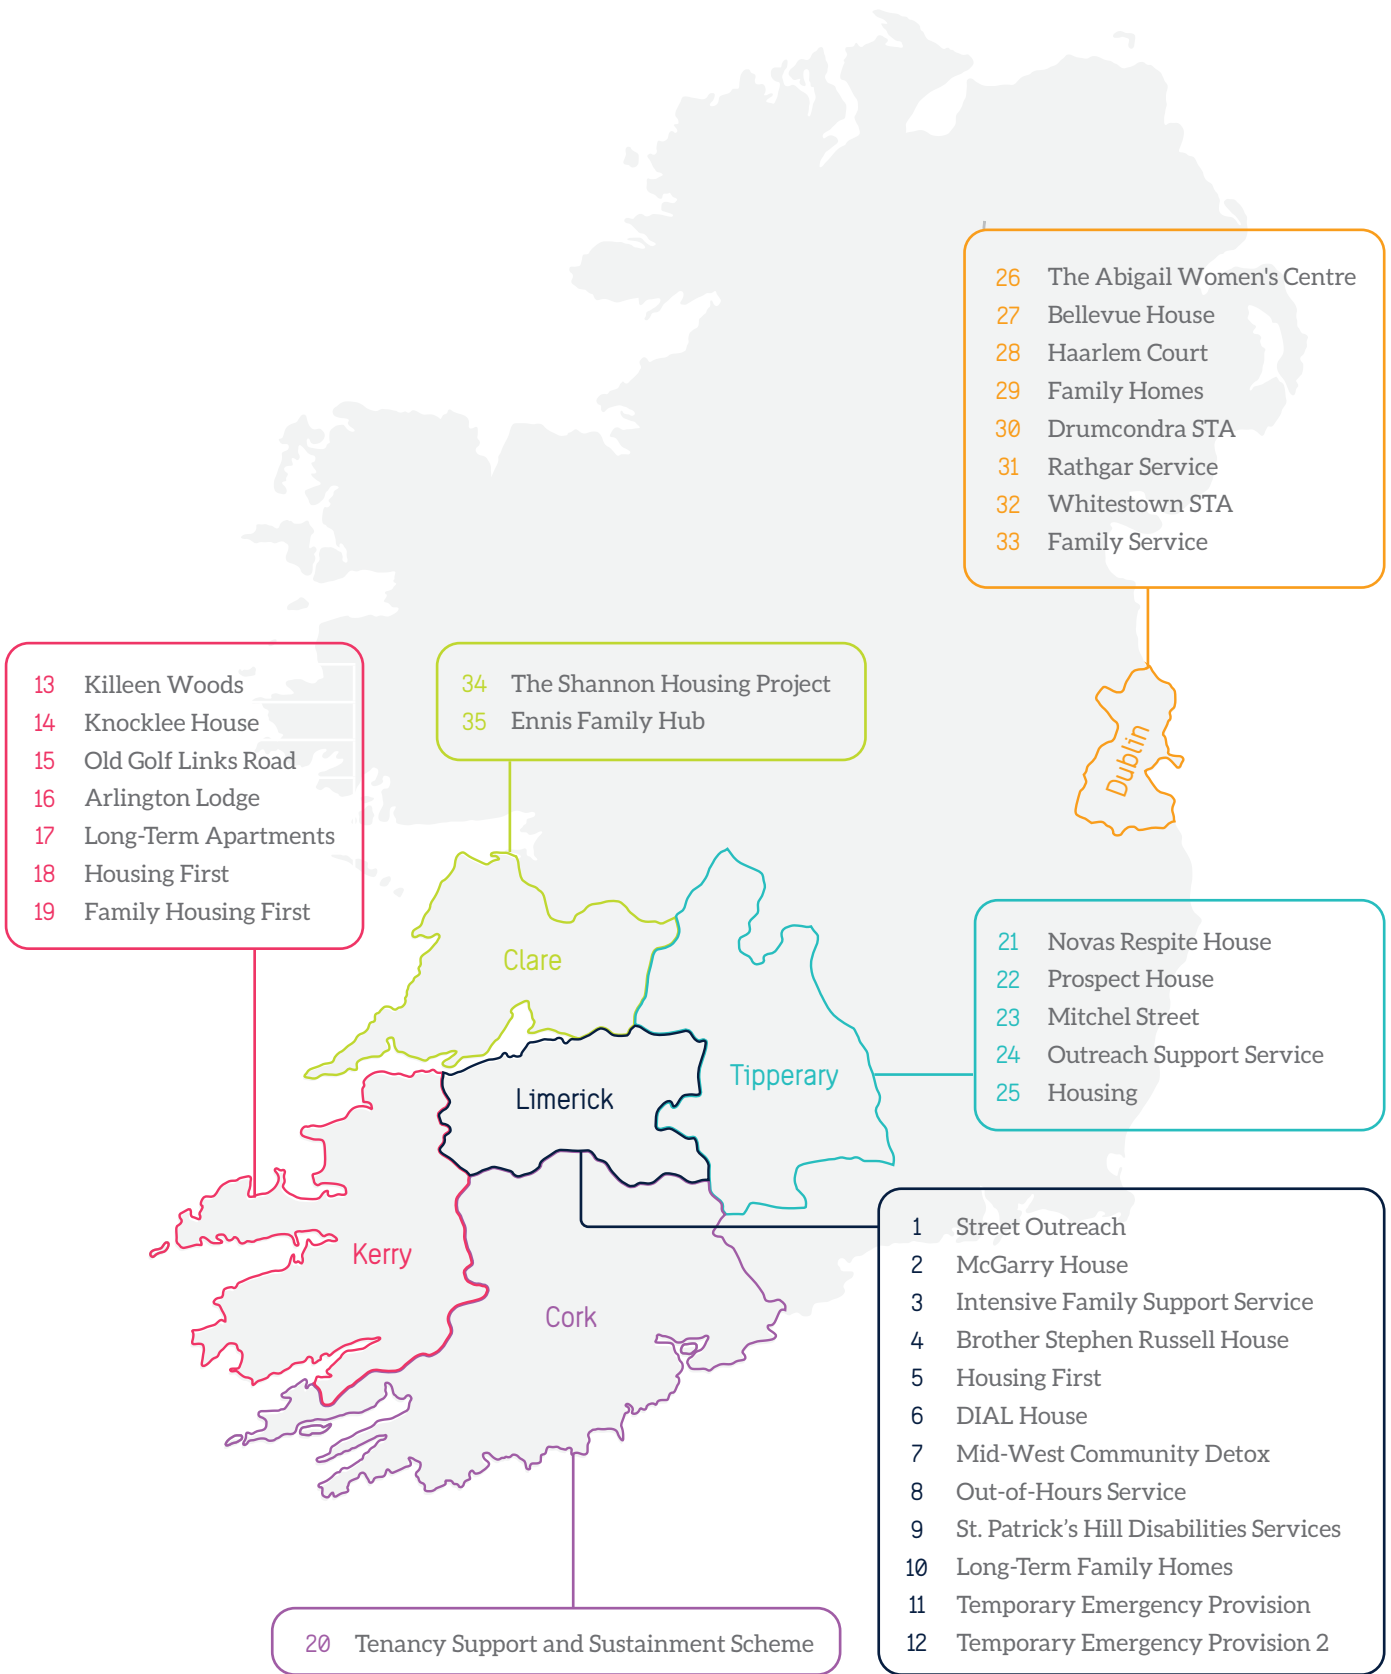 26 The Abigail Women's Centre
27 Bellevue House
28 Haarlem Court
29 Family Homes
30 Drumcondra STA
31 Rathgar Service
32 Whitestown STA
33 Family Service
13 Killeen Woods
14 Knocklee House
15 Old Golf Links Road
16 Arlington Lodge
17 Long-Term Apartments
18 Housing First
19 Family Housing First
34 The Shannon Housing Project
35 Ennis Family Hub
Dublin
Clare
21 Novas Respite House
22 Prospect House
23 Mitchel Street
24 Outreach Support Service
25 Housing
Tipperary
Limerick
Kerry
Cork
1 Street Outreach
2 McGarry House
3 Intensive Family Support Service
4 Brother Stephen Russell House
5 Housing First
6 DIAL House
7 Mid-West Community Detox
8 Out-of-Hours Service
9 St. Patrick’s Hill Disabilities Services
10 Long-Term Family Homes
11 Temporary Emergency Provision
12 Temporary Emergency Provision 2
20 Tenancy Support and Sustainment Scheme